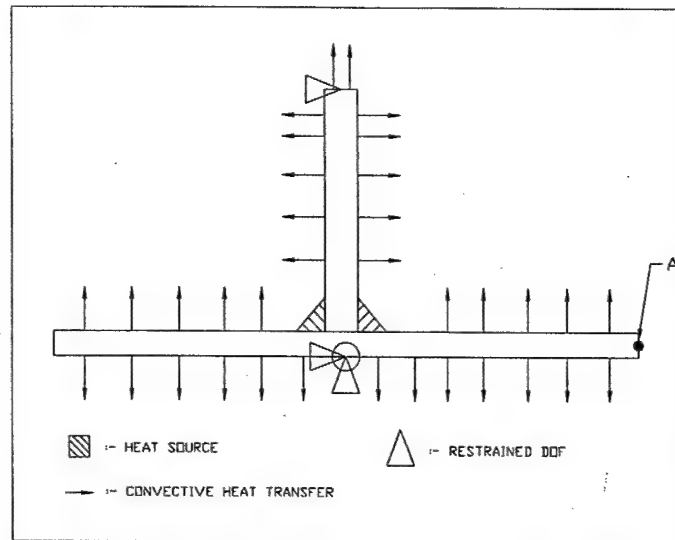 A
:- HEAT SOURCE
:- RESTRAINED DOF
:- CONVECTIVE HEAT TRANSFER